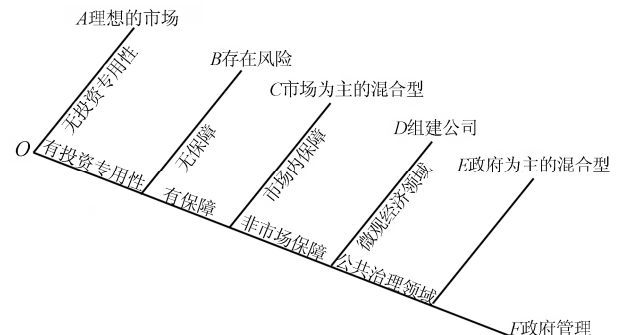 A理想的市场
无投资专用性
B存在风险
C市场为主的混合型
O
有投资专用性
无保障
市场内保障
D组建公司
E政府为主的混合型
有保障
微观经济领域
非市场保障
公共治理领域
F政府管理